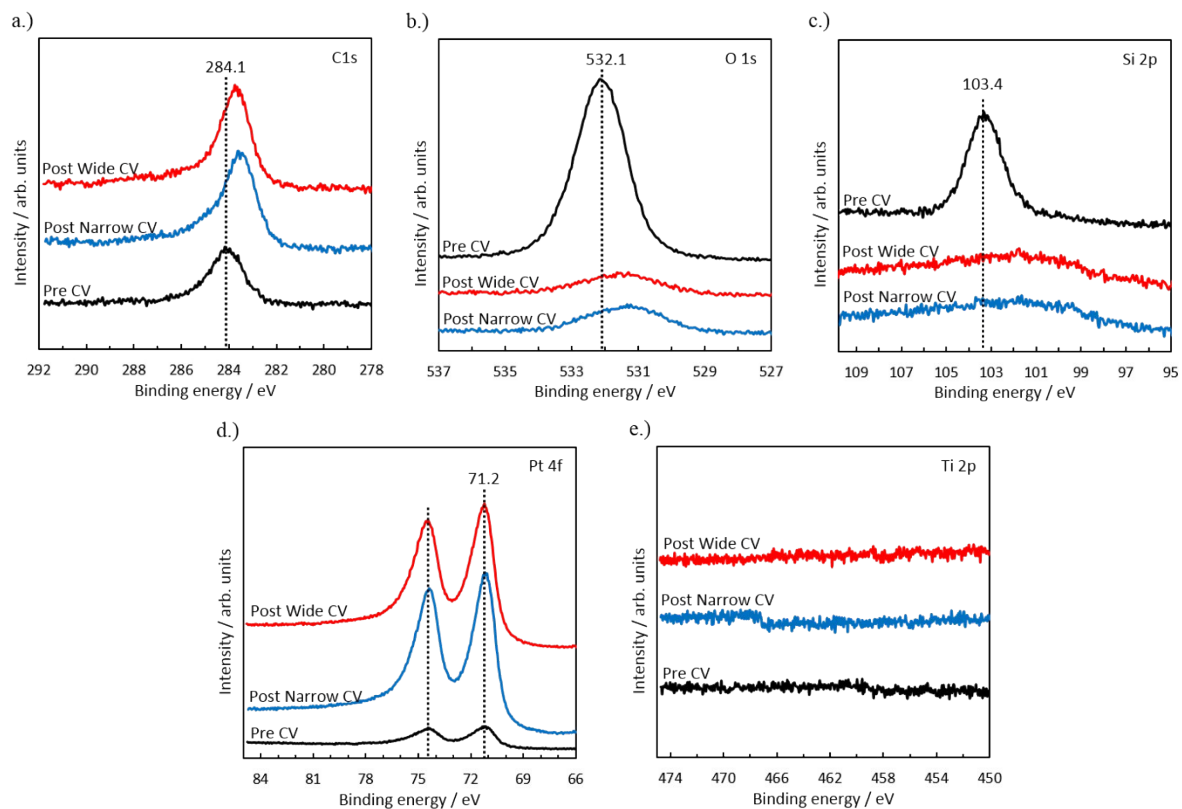 a.)
C1s
284.1
Post Wide CV
Post Narrow CV
Pre CV
Intensity / arb. units
292 290 288 286 284 282 280 278
Binding energy / eV
b.)
O 1s
532.1
Pre CV
Post Wide CV
Post Narrow CV
Intensity / arb. units
537 535 533 531 529 527
Binding energy / eV
c.)
Si 2p
103.4
Pre CV
Post Wide CV
Post Narrow CV
Intensity / arb. units
109 107 105 103 101 99 97 95
Binding energy / eV
d.)
Pt 4f
71.2
Post Wide CV
Post Narrow CV
Pre CV
Intensity / arb. units
84 81 78 75 72 69 66
Binding energy / eV
e.)
Ti 2p
Post Wide CV
Post Narrow CV
Pre CV
Intensity / arb. units
474 470 466 462 458 454 450
Binding energy / eV